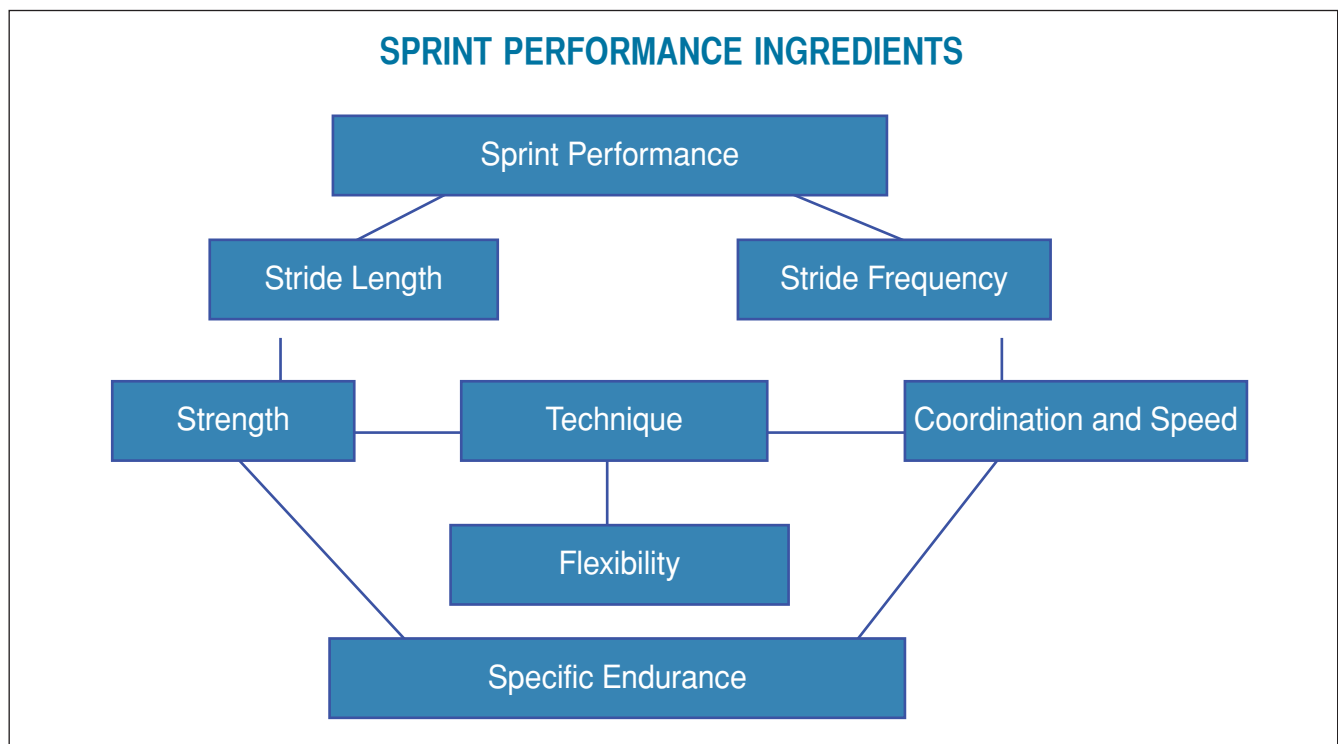 SPRINT PERFORMANCE INGREDIENTS
Sprint Performance
Stride Length
Stride Frequency
Strength
Technique
Coordination and Speed
Flexibility
Specific Endurance